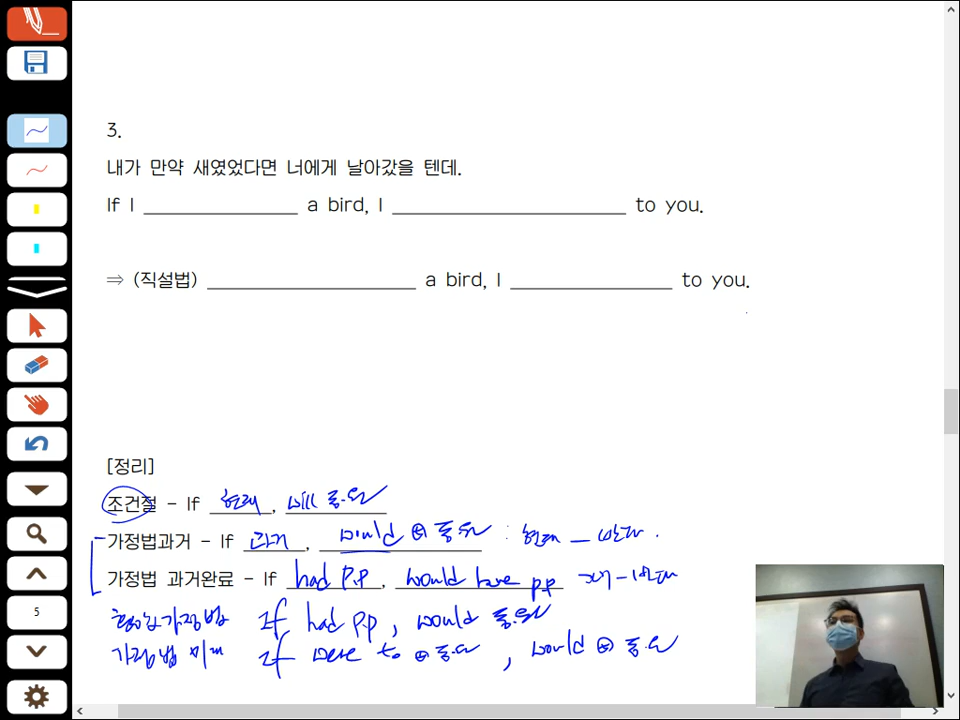 3.
내가 만약 새였었다면 너에게 날아갔을 텐데.
If I ____________ a bird, I __________________ to you.
⇒ (직설법) ________________ a bird, I ____________ to you.
[정리]
조건절 - If 현재, will 동.원
가정법과거 - If 과거, would ⊕ 동원 : 현재 - 반대.
가정법 과거완료 - If had p.p, would have p.p 과거-반대
혼합가정법 If had p.p, would 동.원
가정법 미래 If were to ⊕ 동.원, would ⊕ 동.원
5